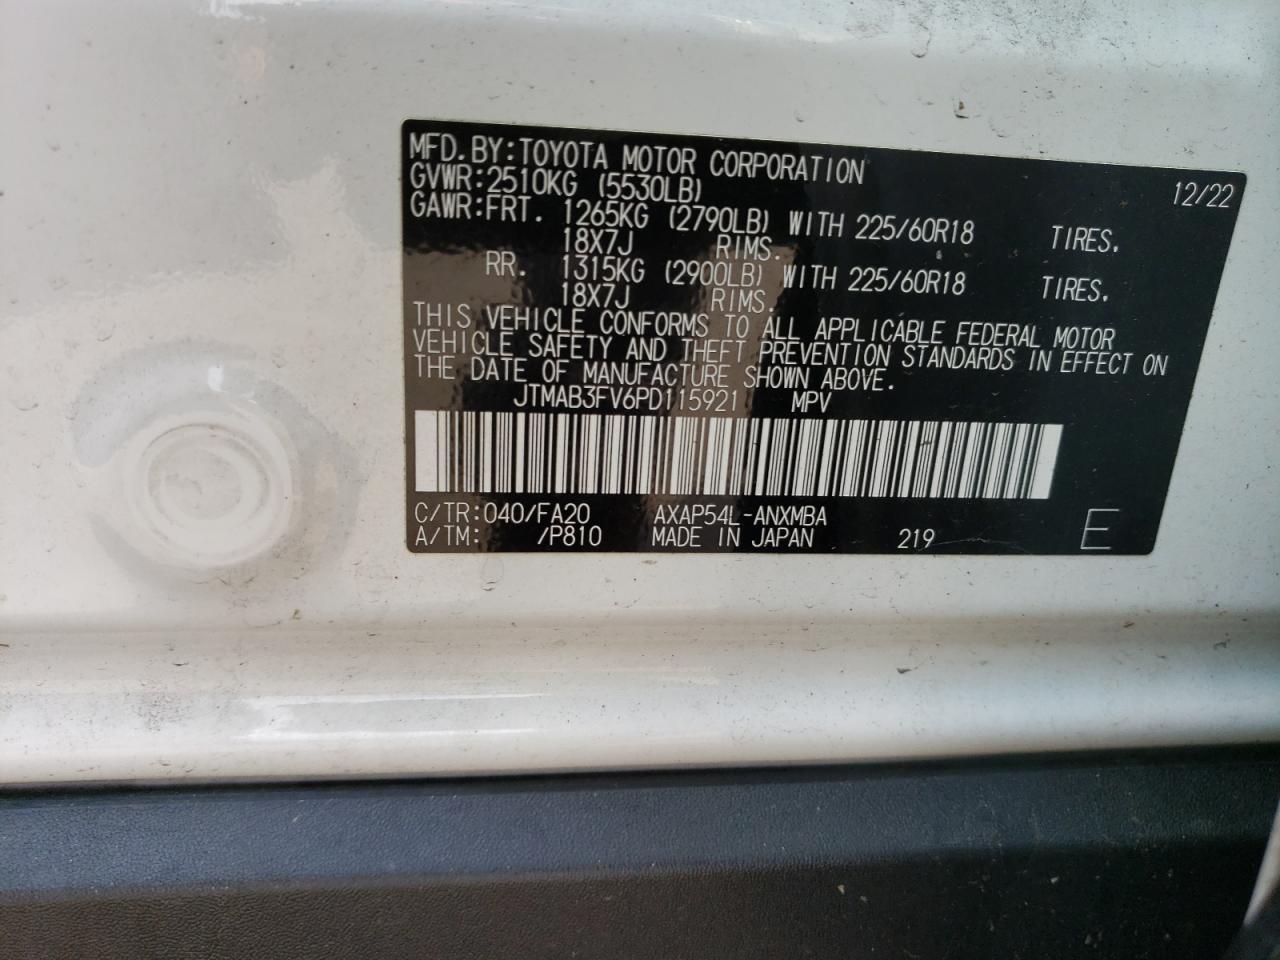 MFD.BY:TOYOTA MOTOR CORPORATION 12/22
GVWR:2510KG (5530LB)
GAWR:FRT. 1265KG (2790LB) WITH 225/60R18 TIRES.
18X7J RIMS.
RR. 1315KG (2900LB) WITH 225/60R18 TIRES.
18X7J RIMS.
THIS VEHICLE CONFORMS TO ALL APPLICABLE FEDERAL MOTOR
VEHICLE SAFETY AND THEFT PREVENTION STANDARDS IN EFFECT ON
THE DATE OF MANUFACTURE SHOWN ABOVE.
JTMAB3FV6PD115921 MPV
C/TR:040/FA20 AXAP54L-ANXMBA
A/TM: /P810 MADE IN JAPAN 219 E